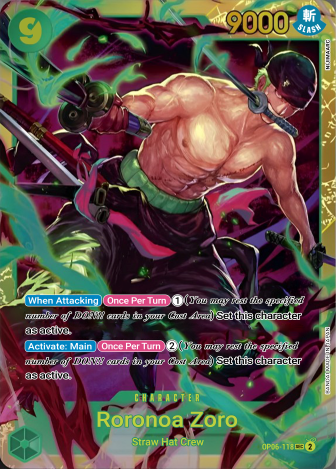 9
9000
斬
SLASH
When Attacking Once Per Turn 1 (You may rest the specified
number of DON!! cards in your Cost Area) Set this character
as active.
Activate: Main Once Per Turn 2 (You may rest the specified
number of DON!! cards in your Cost Area) Set this character
as active.
CHARACTER
Roronoa Zoro
Straw Hat Crew
OP06-118 SEC 2